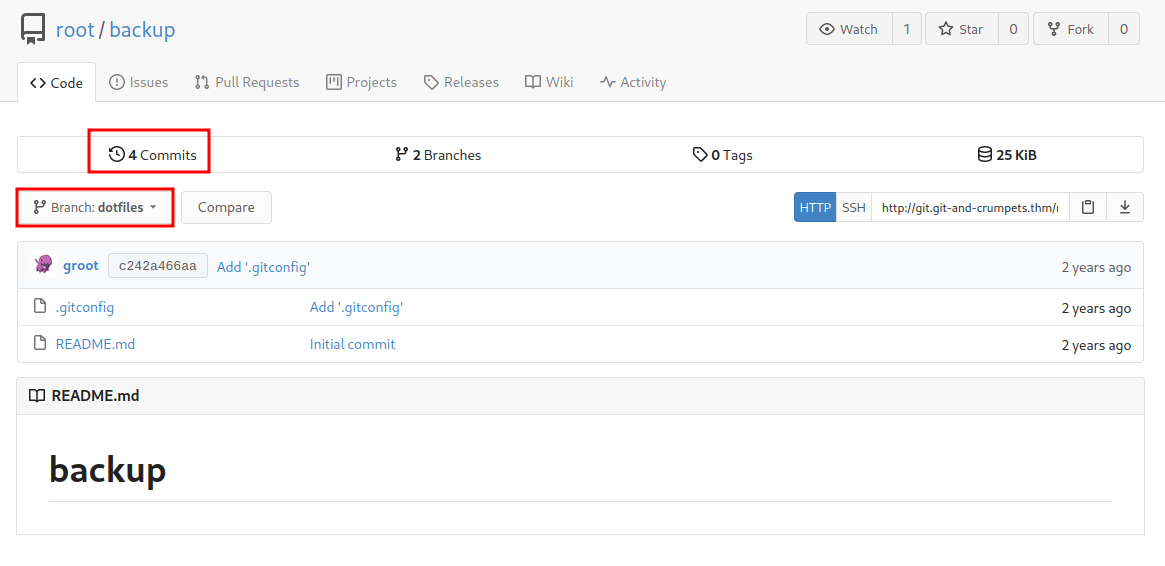 root / backup
Watch 1 Star 0 Fork 0
Code Issues Pull Requests Projects Releases Wiki Activity
4 Commits 2 Branches 0 Tags 25 KiB
Branch: dotfiles Compare HTTP SSH http://git.git-and-crumpets.thm/
groot c242a466aa Add '.gitconfig' 2 years ago
.gitconfig Add '.gitconfig' 2 years ago
README.md Initial commit 2 years ago
README.md
backup